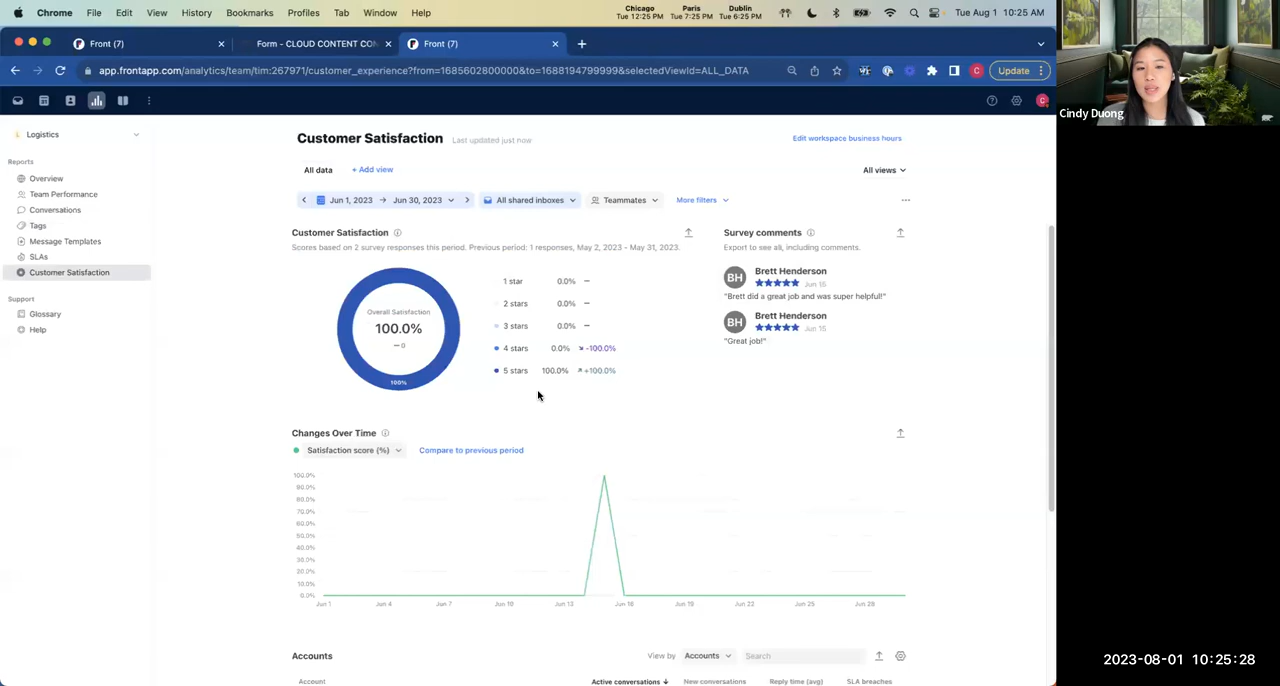 Chrome File Edit View History Bookmarks Profiles Tab Window Help
Chicago Paris Dublin
Tue 12:25 PM Tue 7:25 PM Tue 6:25 PM
Tue Aug 1 10:25 AM
Front (7)
Form - CLOUD CONTENT CO
Front (7)
app.frontapp.com/analytics/team/tim:267971/customer_experience?from=1685602800000&to=1688194799999&selectedViewId=ALL_DATA
C
Update
C
Cindy Duong
L Logistics
Reports
Overview
Team Performance
Conversations
Tags
Message Templates
SLAs
Customer Satisfaction
Support
Glossary
Help
Customer Satisfaction Last updated just now
Edit workspace business hours
All data + Add view
All views
Jun 1, 2023 → Jun 30, 2023
All shared inboxes
Teammates
More filters
Customer Satisfaction
Scores based on 2 survey responses this period. Previous period: 1 responses, May 2, 2023 - May 31, 2023.
Overall Satisfaction
100.0%
0
100%
1 star 0.0% –
2 stars 0.0% –
3 stars 0.0% –
4 stars 0.0% -100.0%
5 stars 100.0% +100.0%
Survey comments
Export to see all, including comments.
BH Brett Henderson
Jun 15
"Brett did a great job and was super helpful!"
BH Brett Henderson
Jun 15
"Great job!"
Changes Over Time
Satisfaction score (%)
Compare to previous period
100.0%
90.0%
80.0%
70.0%
60.0%
50.0%
40.0%
30.0%
20.0%
10.0%
0.0%
Jun 1 Jun 4 Jun 7 Jun 10 Jun 13 Jun 16 Jun 19 Jun 22 Jun 25 Jun 28
Accounts
View by Accounts Search
Account Active conversations New conversations Reply time (avg) SLA breaches
2023-08-01 10:25:28